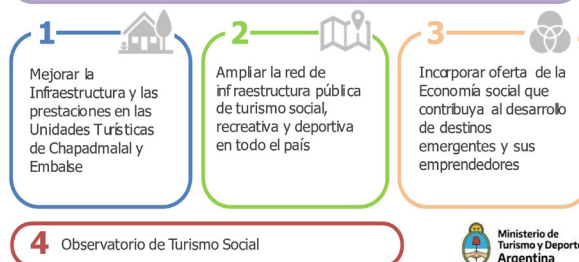 1
Mejorar la
Infraestructura y las
prestaciones en las
Unidades Turísticas
de Chapadmalal y
Embalse
2
Ampliar la red de
infraestructura pública
de turismo social,
recreativa y deportiva
en todo el país
3
Incorporar oferta de la
Economía social que
contribuya al desarrollo
de destinos
emergentes y sus
emprendedores
4 Observatorio de Turismo Social
Ministerio de
Turismo y Deporte
Argentina